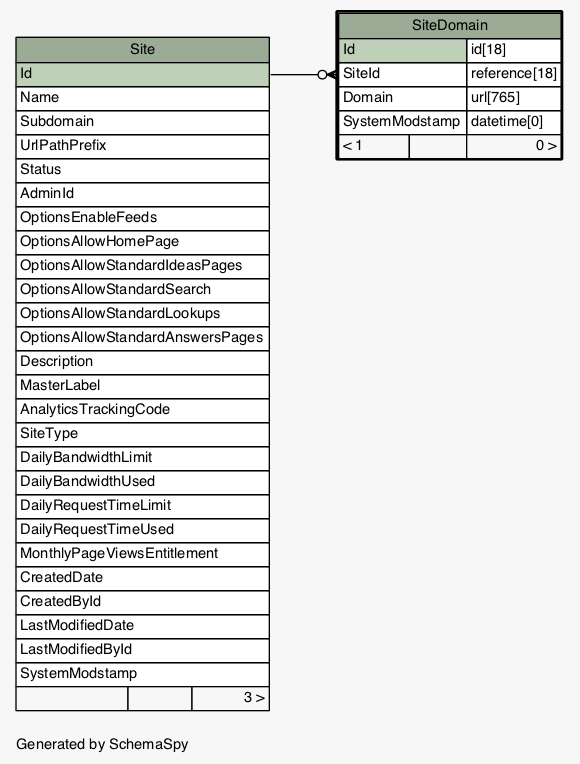 Site
Id
Name
Subdomain
UrlPathPrefix
Status
AdminId
OptionsEnableFeeds
OptionsAllowHomePage
OptionsAllowStandardIdeasPages
OptionsAllowStandardSearch
OptionsAllowStandardLookups
OptionsAllowStandardAnswersPages
Description
MasterLabel
AnalyticsTrackingCode
SiteType
DailyBandwidthLimit
DailyBandwidthUsed
DailyRequestTimeLimit
DailyRequestTimeUsed
MonthlyPageViewsEntitlement
CreatedDate
CreatedById
LastModifiedDate
LastModifiedById
SystemModstamp
3 >
SiteDomain
Id id[18]
SiteId reference[18]
Domain url[765]
SystemModstamp datetime[0]
< 1 0 >
Generated by SchemaSpy